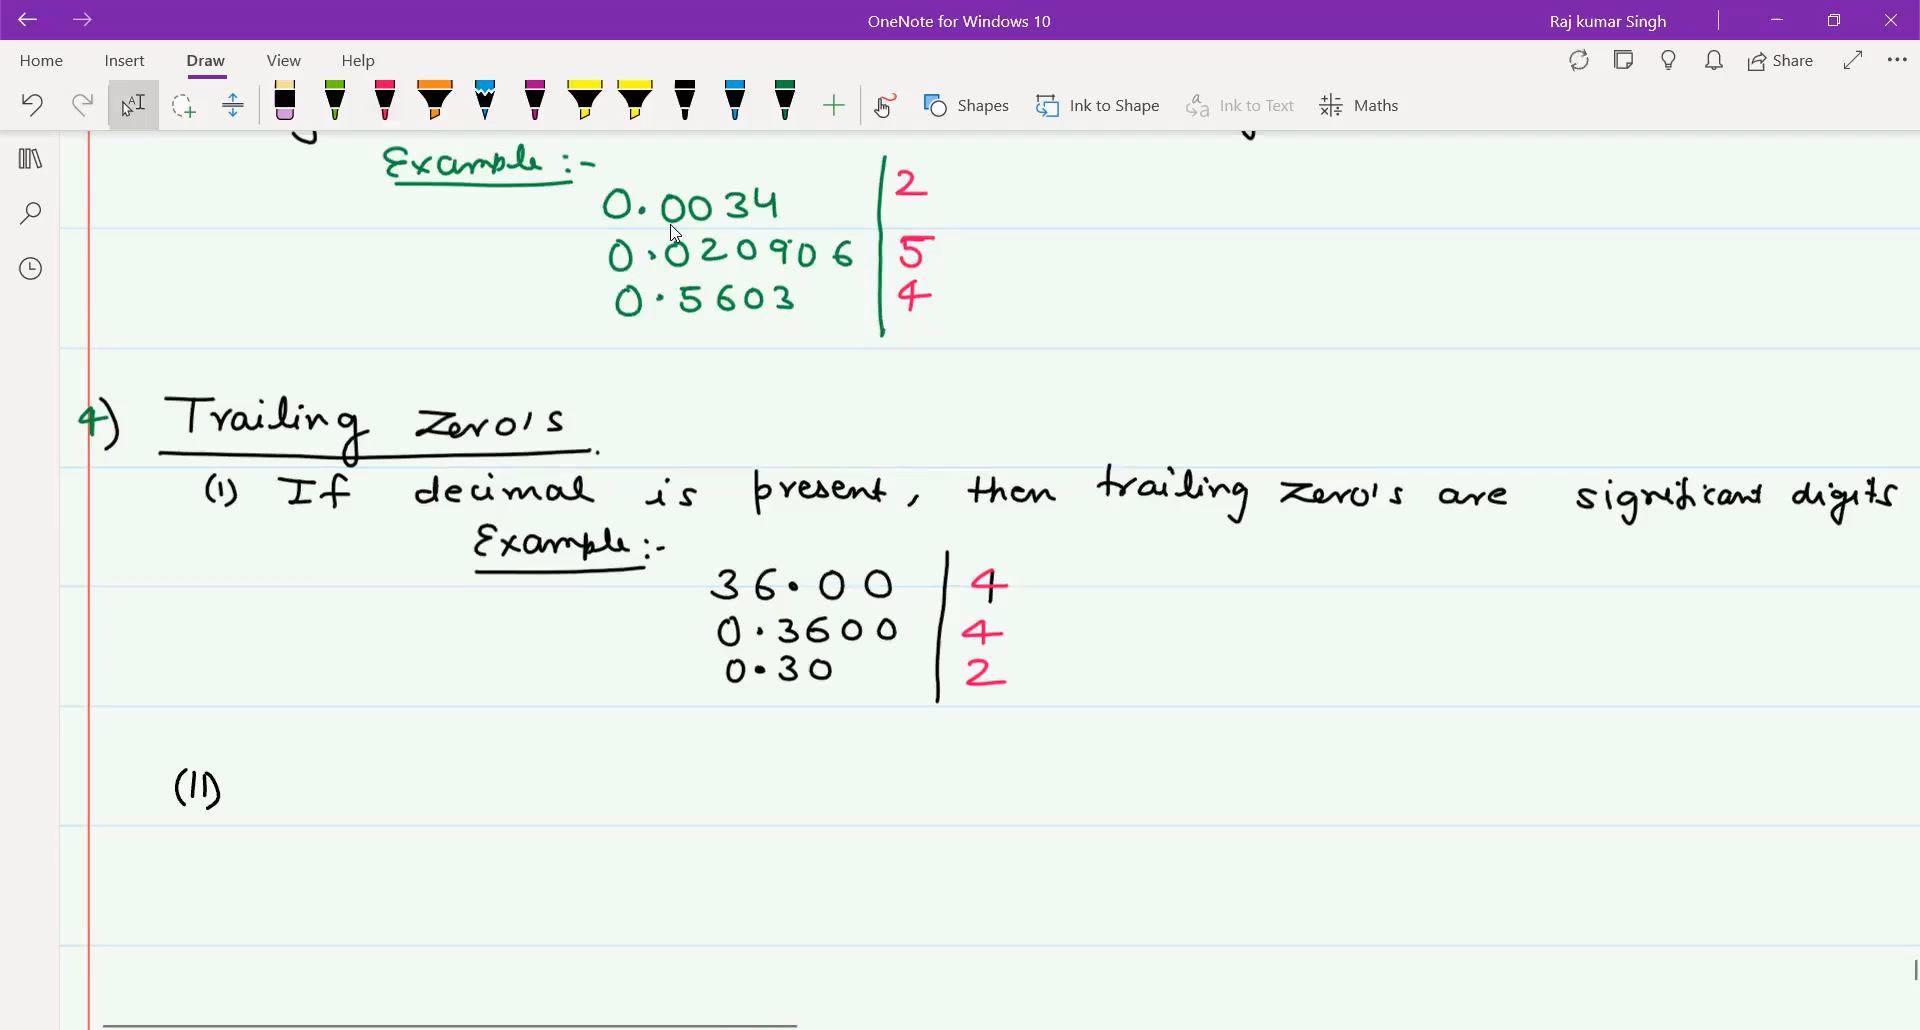 OneNote for Windows 10
Raj kumar Singh
Home Insert Draw View Help
Share
Shapes Ink to Shape Ink to Text Maths
Example :-
0.0034 2
0.020906 5
0.5603 4
4) Trailing Zero's
(1) If decimal is present, then trailing zero's are significant digits
Example :-
36.00 4
0.3600 4
0.30 2
(11)